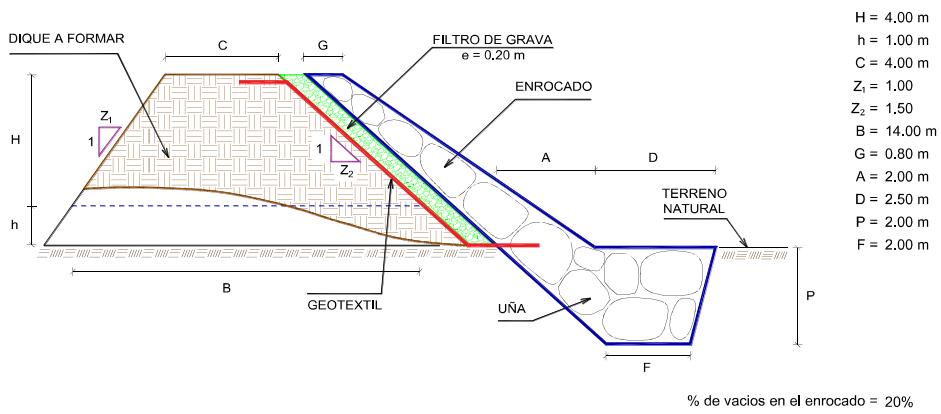 DIQUE A FORMAR
C
G
FILTRO DE GRAVA
e = 0.20 m
ENROCADO
H
h
Z1
1
1
Z2
A
D
TERRENO
NATURAL
B
GEOTEXTIL
UÑA
P
F
H = 4.00 m
h = 1.00 m
C = 4.00 m
Z1 = 1.00
Z2 = 1.50
B = 14.00 m
G = 0.80 m
A = 2.00 m
D = 2.50 m
P = 2.00 m
F = 2.00 m
% de vacios en el enrocado = 20%